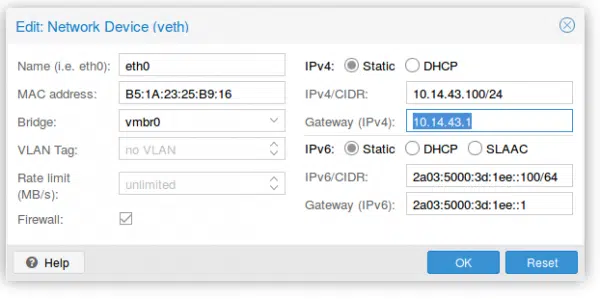 Edit: Network Device (veth)
Name (i.e. eth0): eth0
MAC address: B5:1A:23:25:B9:16
Bridge: vmbr0
VLAN Tag: no VLAN
Rate limit (MB/s): unlimited
Firewall:
IPv4: Static DHCP
IPv4/CIDR: 10.14.43.100/24
Gateway (IPv4): 10.14.43.1
IPv6: Static DHCP SLAAC
IPv6/CIDR: 2a03:5000:3d:1ee::100/64
Gateway (IPv6): 2a03:5000:3d:1ee::1
Help OK Reset